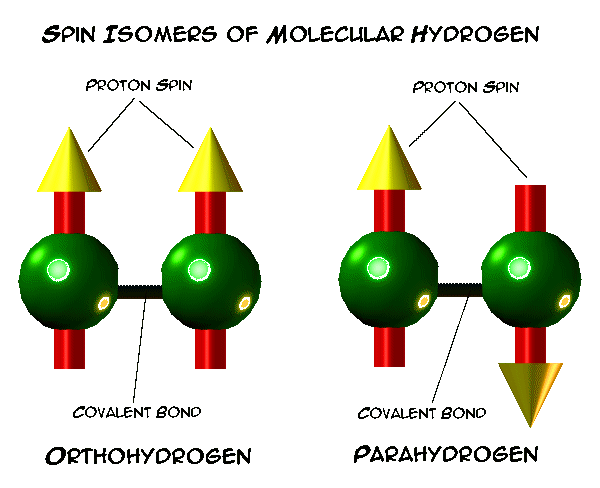 Spin Isomers of Molecular Hydrogen
Proton Spin
Proton Spin
Covalent Bond
Covalent Bond
Orthohydrogen
Parahydrogen